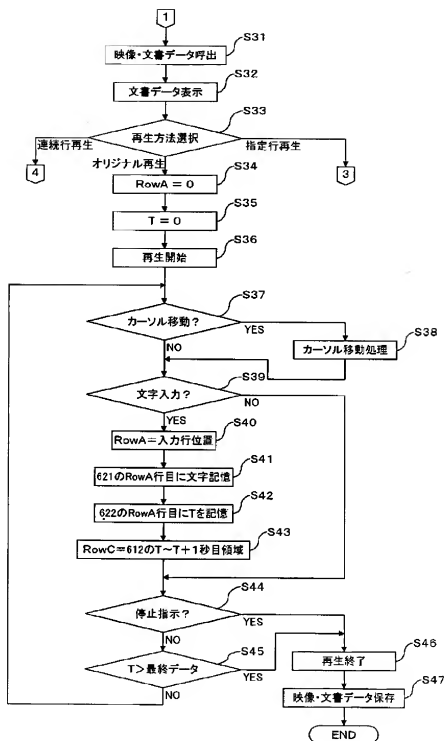 1
映像・文書データ呼出
S31
文書データ表示
S32
再生方法選択
S33
連続行再生
指定行再生
4
オリジナル再生
3
RowA = 0
S34
T = 0
S35
再生開始
S36
カーソル移動?
S37
YES
カーソル移動処理
S38
NO
文字入力?
S39
NO
YES
RowA=入力行位置
S40
621のRowA行目に文字記憶
S41
622のRowA行目にTを記憶
S42
RowC=612のT~T+1秒目領域
S43
停止指示?
S44
YES
NO
T>最終データ
S45
YES
NO
再生終了
S46
映像・文書データ保存
S47
END